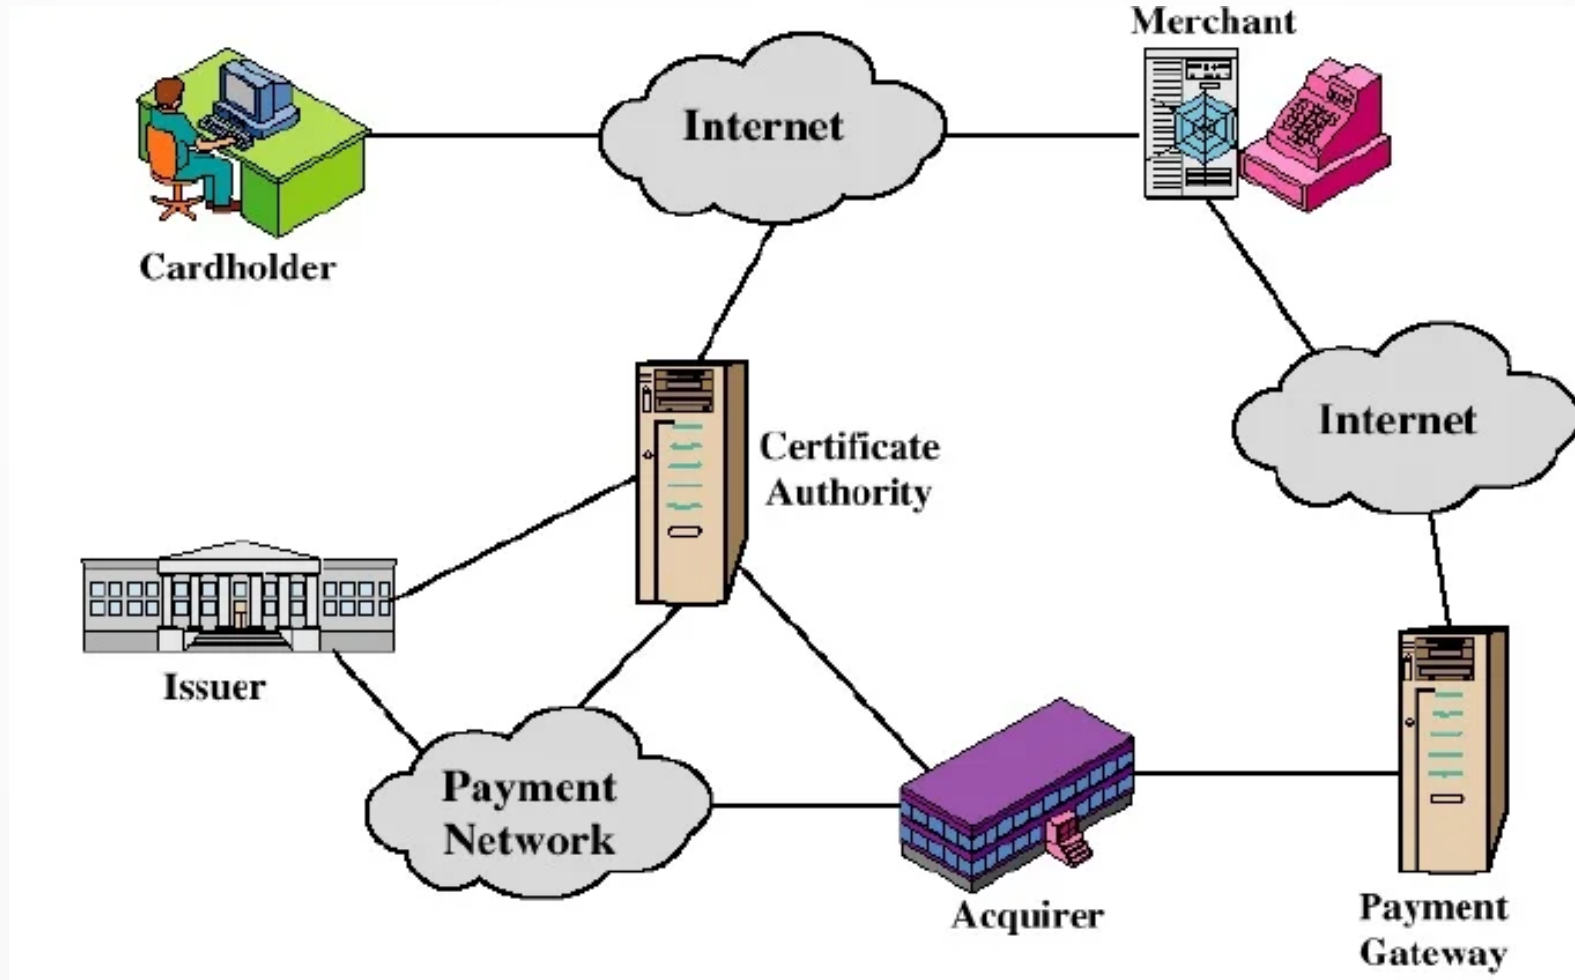 Merchant
Internet
Cardholder
Internet
Certificate
Authority
Issuer
Payment
Network
Acquirer
Payment
Gateway